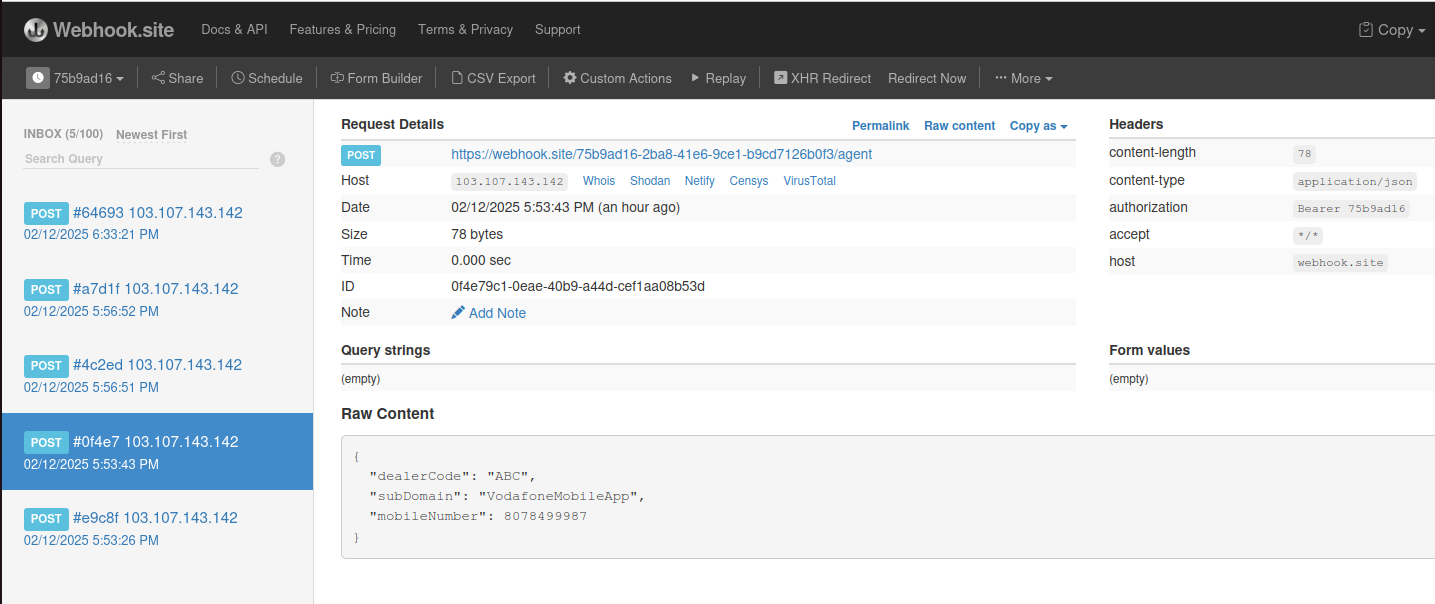 Webhook.site Docs & API Features & Pricing Terms & Privacy Support Copy
75b9ad16 Share Schedule Form Builder CSV Export Custom Actions Replay XHR Redirect Redirect Now ··· More
INBOX (5/100) Newest First
Search Query ?
POST #64693 103.107.143.142
02/12/2025 6:33:21 PM
POST #a7d1f 103.107.143.142
02/12/2025 5:56:52 PM
POST #4c2ed 103.107.143.142
02/12/2025 5:56:51 PM
POST #0f4e7 103.107.143.142
02/12/2025 5:53:43 PM
POST #e9c8f 103.107.143.142
02/12/2025 5:53:26 PM
Request Details Permalink Raw content Copy as
POST https://webhook.site/75b9ad16-2ba8-41e6-9ce1-b9cd7126b0f3/agent
Host 103.107.143.142 Whois Shodan Netify Censys VirusTotal
Date 02/12/2025 5:53:43 PM (an hour ago)
Size 78 bytes
Time 0.000 sec
ID 0f4e79c1-0eae-40b9-a44d-cef1aa08b53d
Note Add Note
Headers
content-length 78
content-type application/json
authorization Bearer 75b9ad16
accept */*
host webhook.site
Query strings
(empty)
Form values
(empty)
Raw Content
{
"dealerCode": "ABC",
"subDomain": "VodafoneMobileApp",
"mobileNumber": 8078499987
}